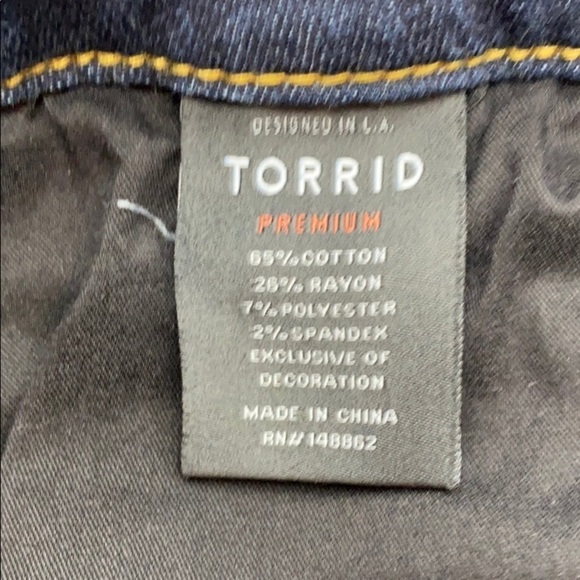 DESIGNED IN L.A.
TORRID
PREMIUM
65% COTTON
26% RAYON
7% POLYESTER
2% SPANDEX
EXCLUSIVE OF
DECORATION
MADE IN CHINA
RN// 148862